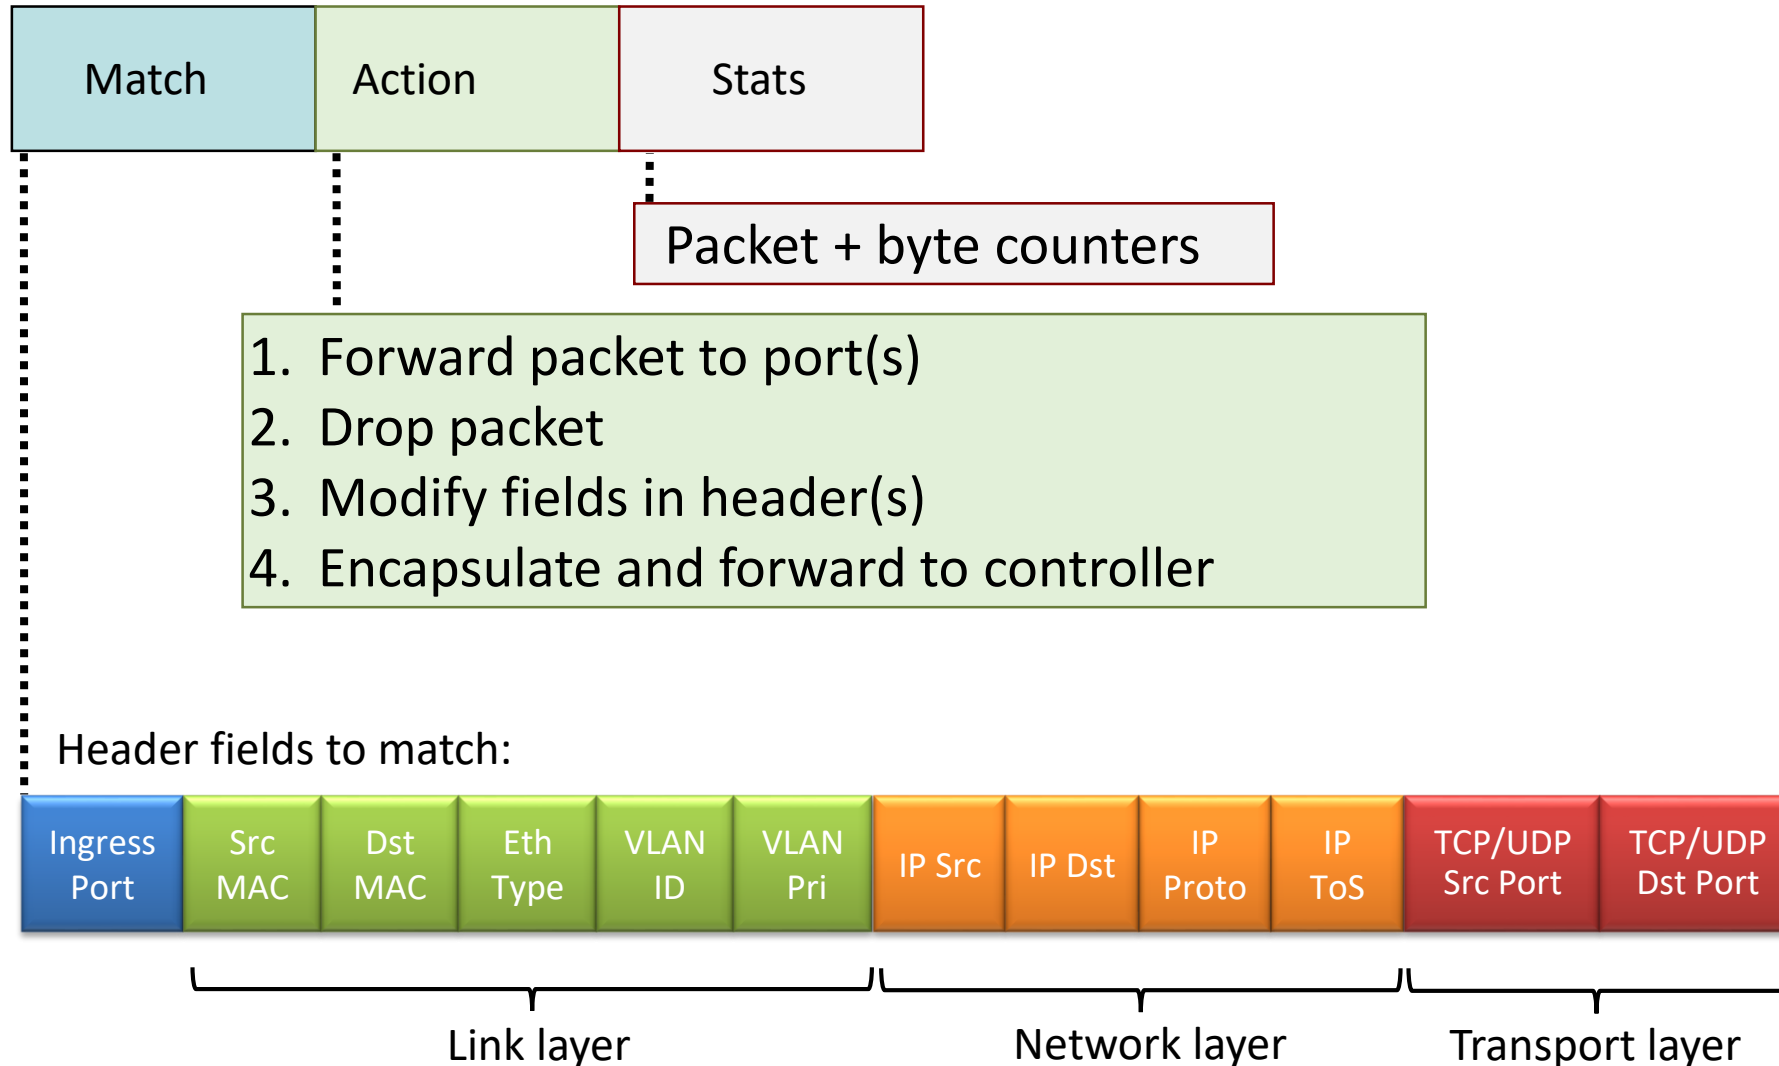 Match
Action
Stats
Packet + byte counters
1. Forward packet to port(s)
2. Drop packet
3. Modify fields in header(s)
4. Encapsulate and forward to controller
Header fields to match:
Ingress
Port
Src
MAC
Dst
MAC
Eth
Type
VLAN
ID
VLAN
Pri
IP Src
IP Dst
IP
Proto
IP
ToS
TCP/UDP
Src Port
TCP/UDP
Dst Port
Link layer
Network layer
Transport layer